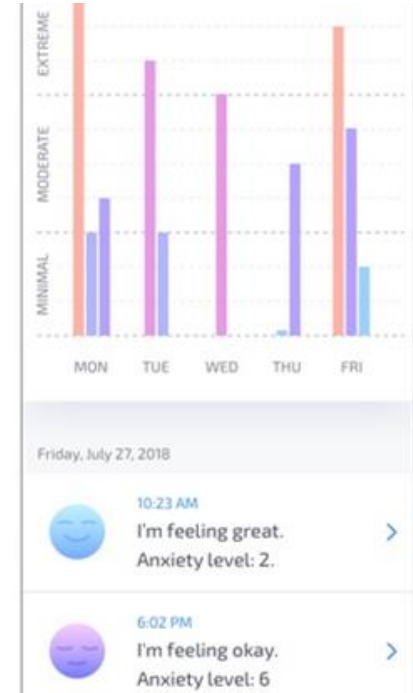 EXTREME
MODERATE
MINIMAL
MON TUE WED THU FRI
Friday, July 27, 2018
10:23 AM
I'm feeling great.
Anxiety level: 2.
6:02 PM
I'm feeling okay.
Anxiety level: 6